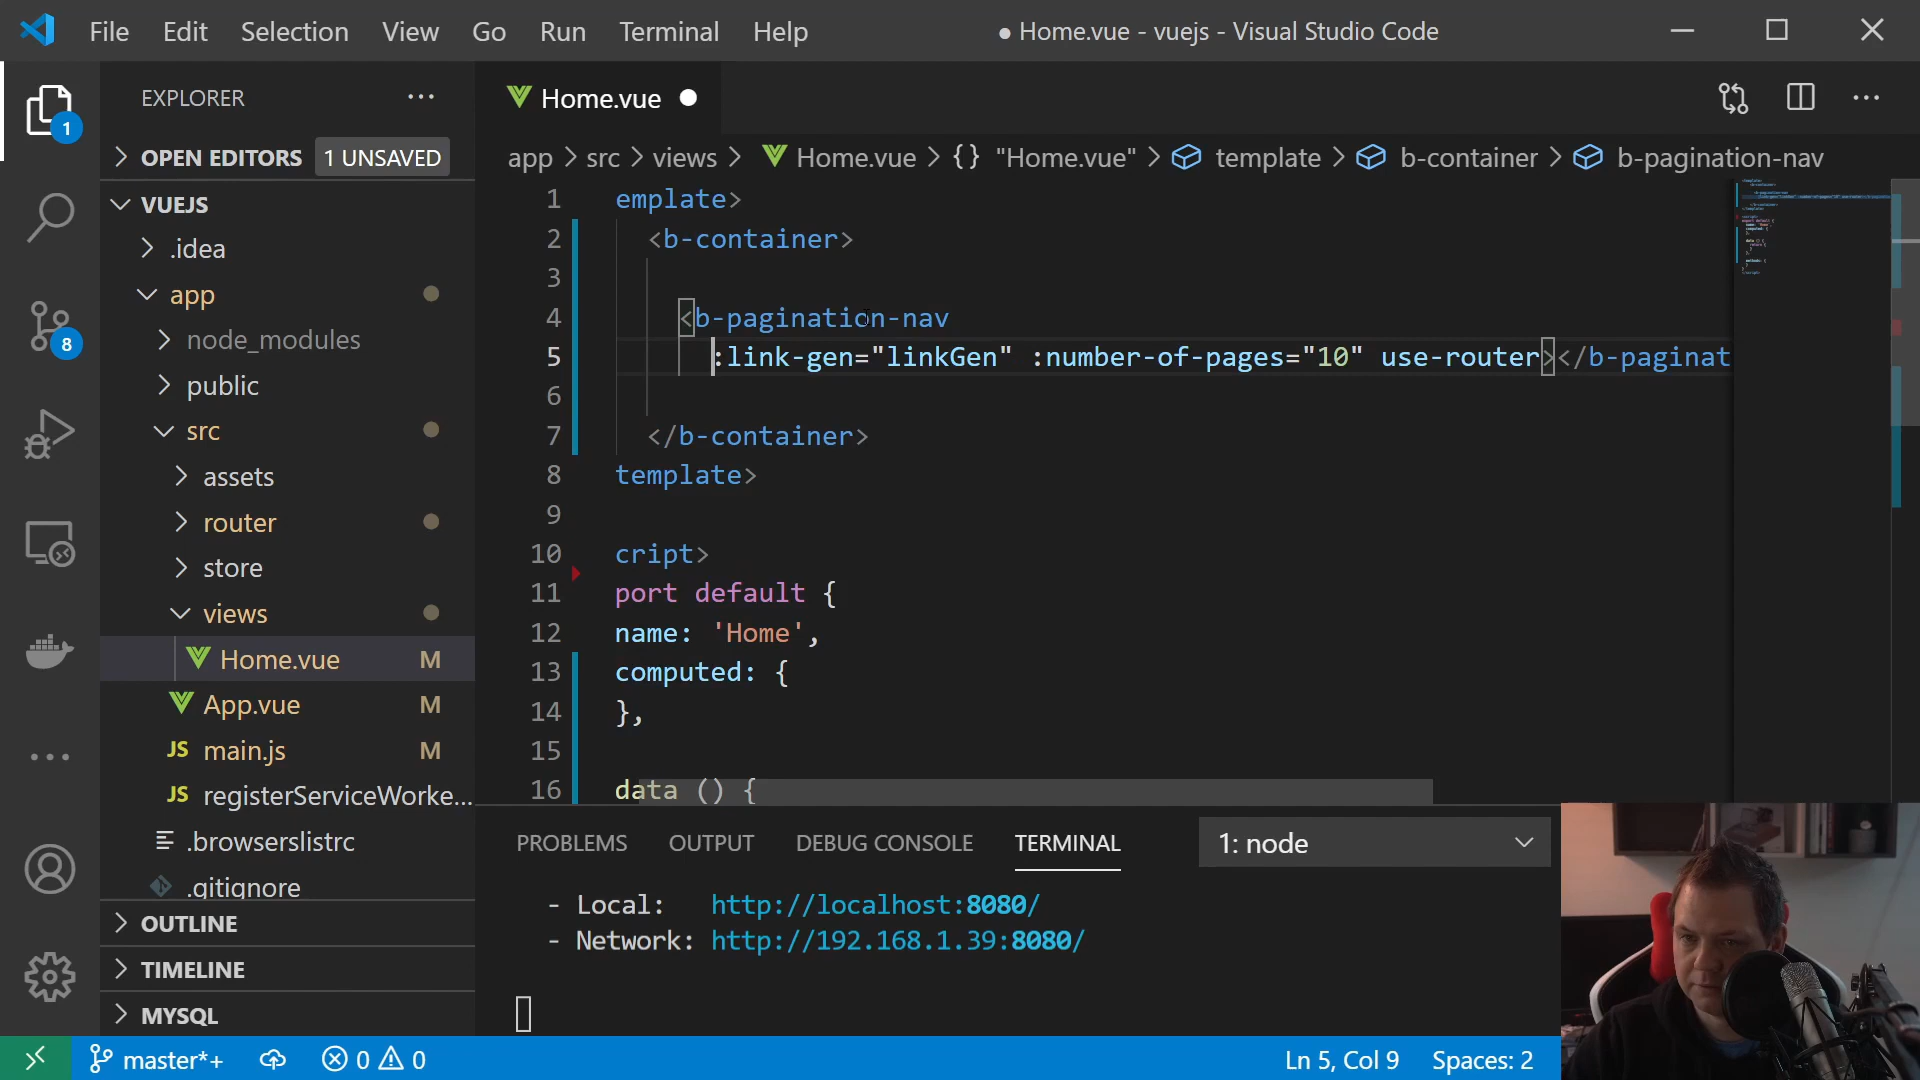 File Edit Selection View Go Run Terminal Help ● Home.vue - vuejs - Visual Studio Code
EXPLORER
Home.vue
1
OPEN EDITORS 1 UNSAVED
app > src > views > Home.vue > {} "Home.vue" > template > b-container > b-pagination-nav
VUEJS
.idea
app
node_modules
public
src
assets
router
store
views
Home.vue M
App.vue M
JS main.js M
JS registerServiceWorke...
.browserslistrc
.gitignore
OUTLINE
TIMELINE
MYSQL
8
1 emplate>
2 <b-container>
3
4 <b-pagination-nav
5 :link-gen="linkGen" :number-of-pages="10" use-router></b-paginat
6
7 </b-container>
8 template>
9
10 cript>
11 port default {
12 name: 'Home',
13 computed: {
14 },
15
16 data () {
PROBLEMS OUTPUT DEBUG CONSOLE TERMINAL 1: node
- Local: http://localhost:8080/
- Network: http://192.168.1.39:8080/
master*+ 0 0 Ln 5, Col 9 Spaces: 2